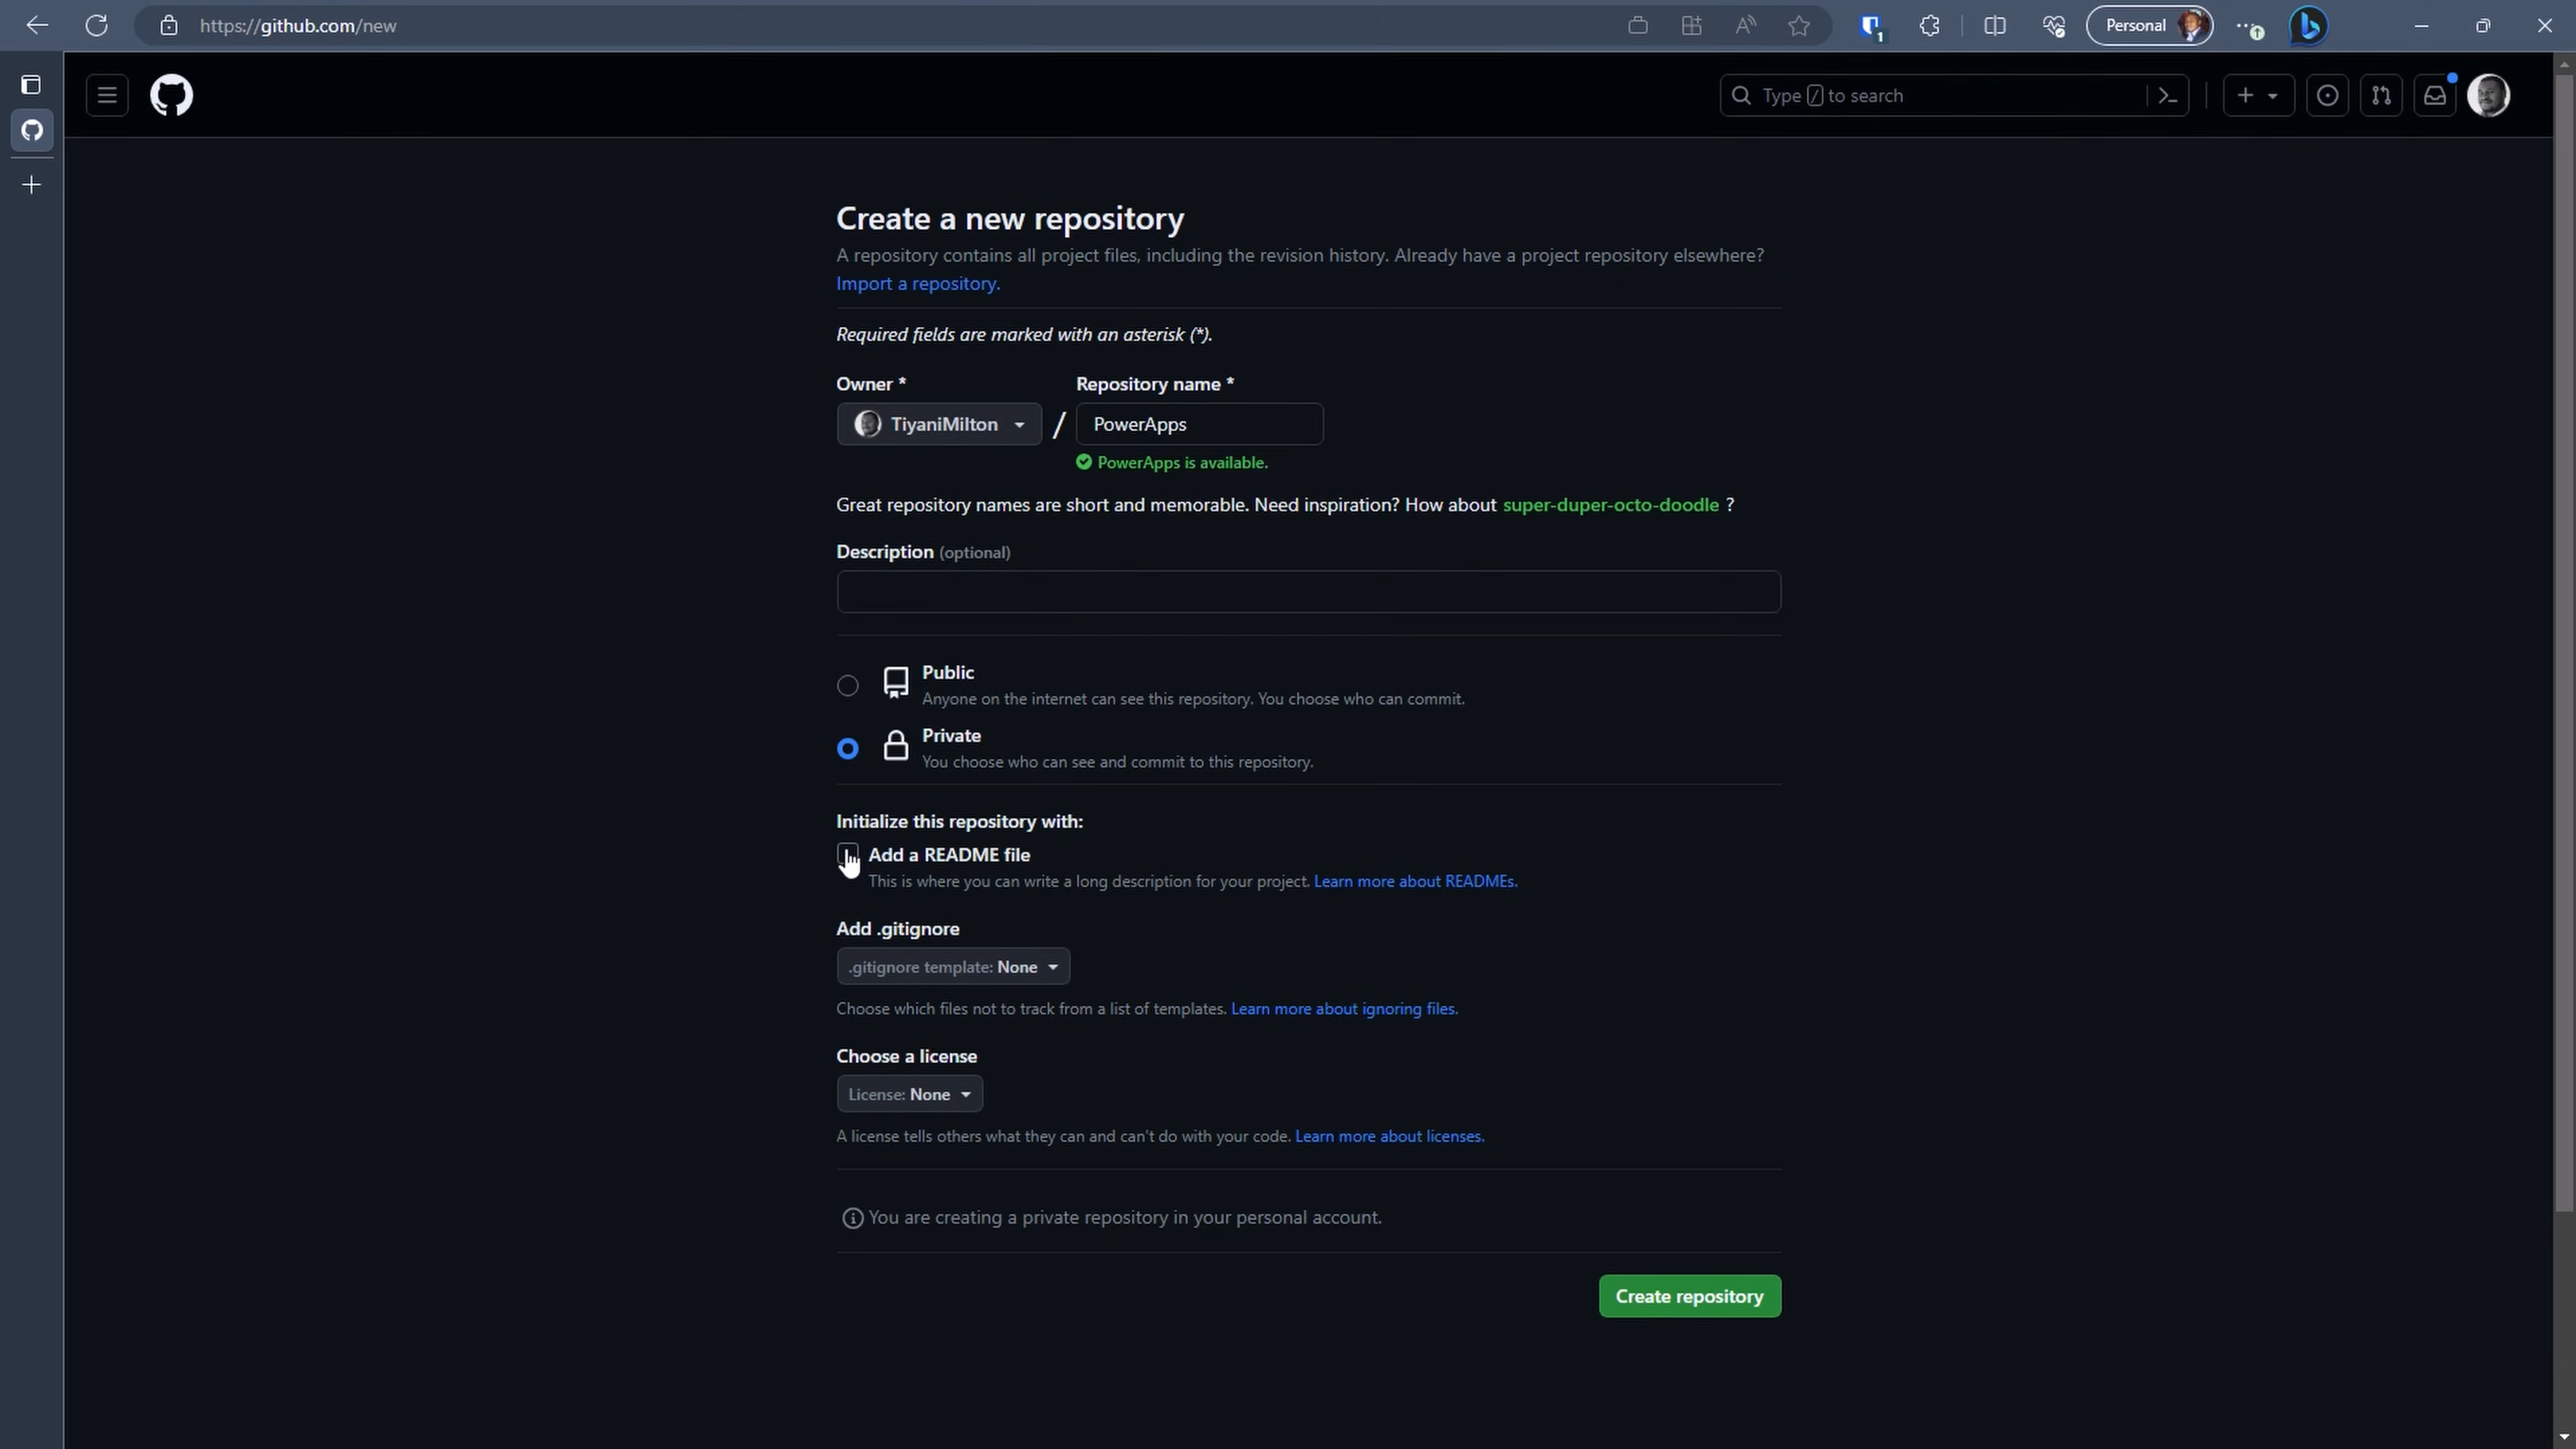 https://github.com/new
1
Personal
Type / to search
Create a new repository
A repository contains all project files, including the revision history. Already have a project repository elsewhere?
Import a repository.
Required fields are marked with an asterisk (*).
Owner * Repository name *
TiyaniMilton / PowerApps
PowerApps is available.
Great repository names are short and memorable. Need inspiration? How about super-duper-octo-doodle ?
Description (optional)
Public
Anyone on the internet can see this repository. You choose who can commit.
Private
You choose who can see and commit to this repository.
Initialize this repository with:
Add a README file
This is where you can write a long description for your project. Learn more about READMEs.
Add .gitignore
.gitignore template: None
Choose which files not to track from a list of templates. Learn more about ignoring files.
Choose a license
License: None
A license tells others what they can and can't do with your code. Learn more about licenses.
You are creating a private repository in your personal account.
Create repository